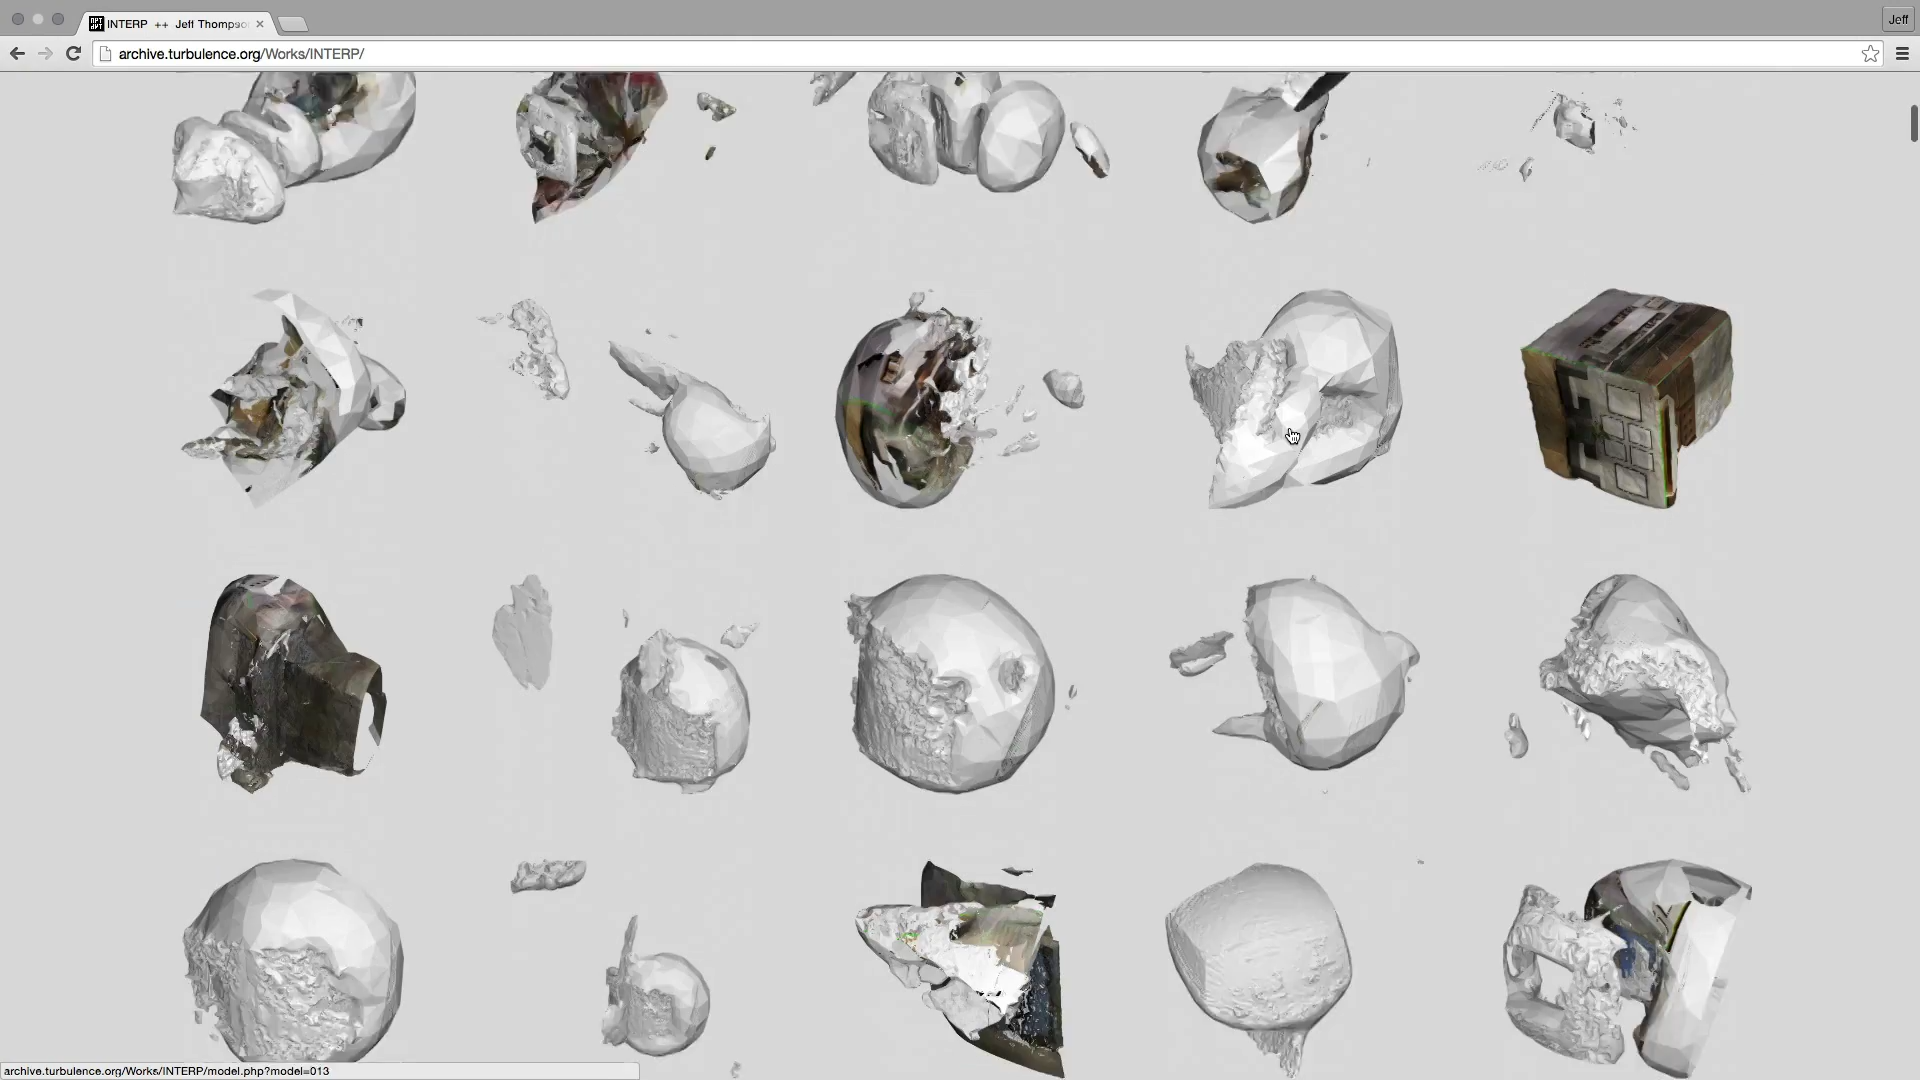 INTERP ++ Jeff Thompso
Jeff
archive.turbulence.org/Works/INTERP/
archive.turbulence.org/Works/INTERP/model.php?model=013